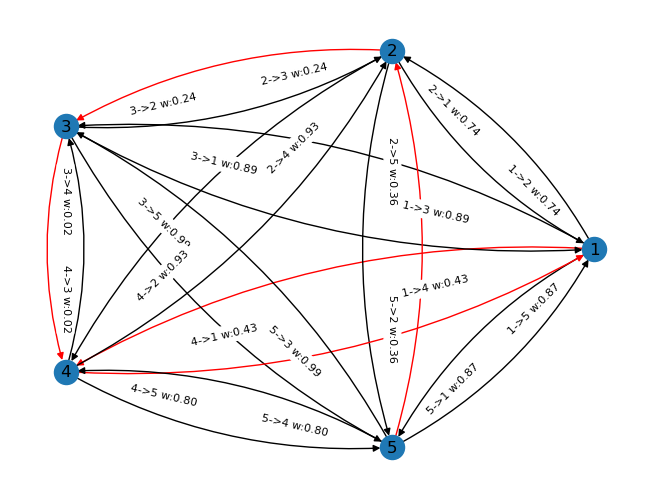 2
2->3 w:0.24
3->2 w:0.24
2->1 w:0.74
3
2->4 w:0.93
3->1 w:0.89
2->5 w:0.36
1->2 w:0.74
3->4 w:0.02
3->5 w:0.99
1->3 w:0.89
1
4->2 w:0.93
1->4 w:0.43
4->3 w:0.02
1->5 w:0.87
4->1 w:0.43
5->2 w:0.36
5->3 w:0.99
4
5->1 w:0.87
4->5 w:0.80
5->4 w:0.80
5